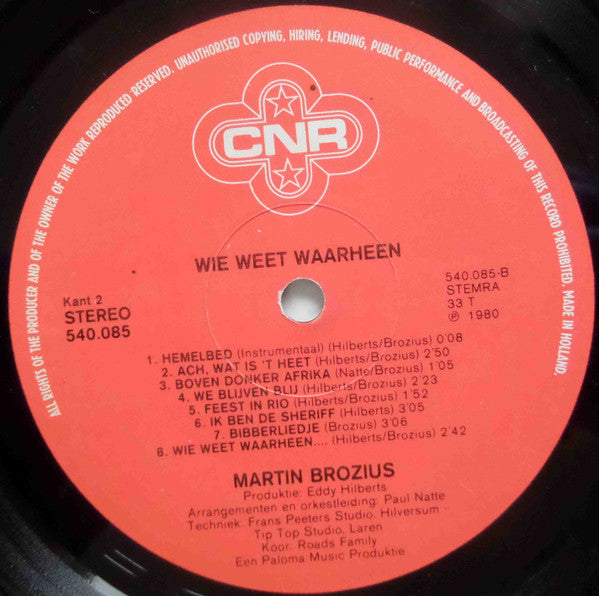 ALL RIGHTS OF THE PRODUCER AND OF THE OWNER OF THE WORK REPRODUCED RESERVED. UNAUTHORISED COPYING, HIRING, LENDING, PUBLIC PERFORMANCE AND BROADCASTING OF THIS RECORD PROHIBITED. MADE IN HOLLAND.
CNR
WIE WEET WAARHEEN
Kant 2
STEREO
540.085
540.085-B
STEMRA
33 T
℗ 1980
1. HEMELBED (Instrumentaal) (Hilberts/Brozius) 0'08
2. ACH, WAT IS 'T HEET (Hilberts/Brozius) 2'50
3. BOVEN DONKER AFRIKA (Natte/Brozius) 1'05
4. WE BLIJVEN BLIJ (Hilberts/Brozius) 2'23
5. FEEST IN RIO (Hilberts/Brozius) 1'52
6. IK BEN DE SHERIFF (Hilberts) 3'05
7. BIBBERLIEDJE (Brozius) 3'06
8. WIE WEET WAARHEEN.... (Hilberts/Brozius) 2'42
MARTIN BROZIUS
Produktie: Eddy Hilberts
Arrangementen en orkestleiding: Paul Natte
Techniek: Frans Peeters Studio, Hilversum
Tip Top Studio, Laren
Koor: Roads Family
Een Paloma Music Produktie